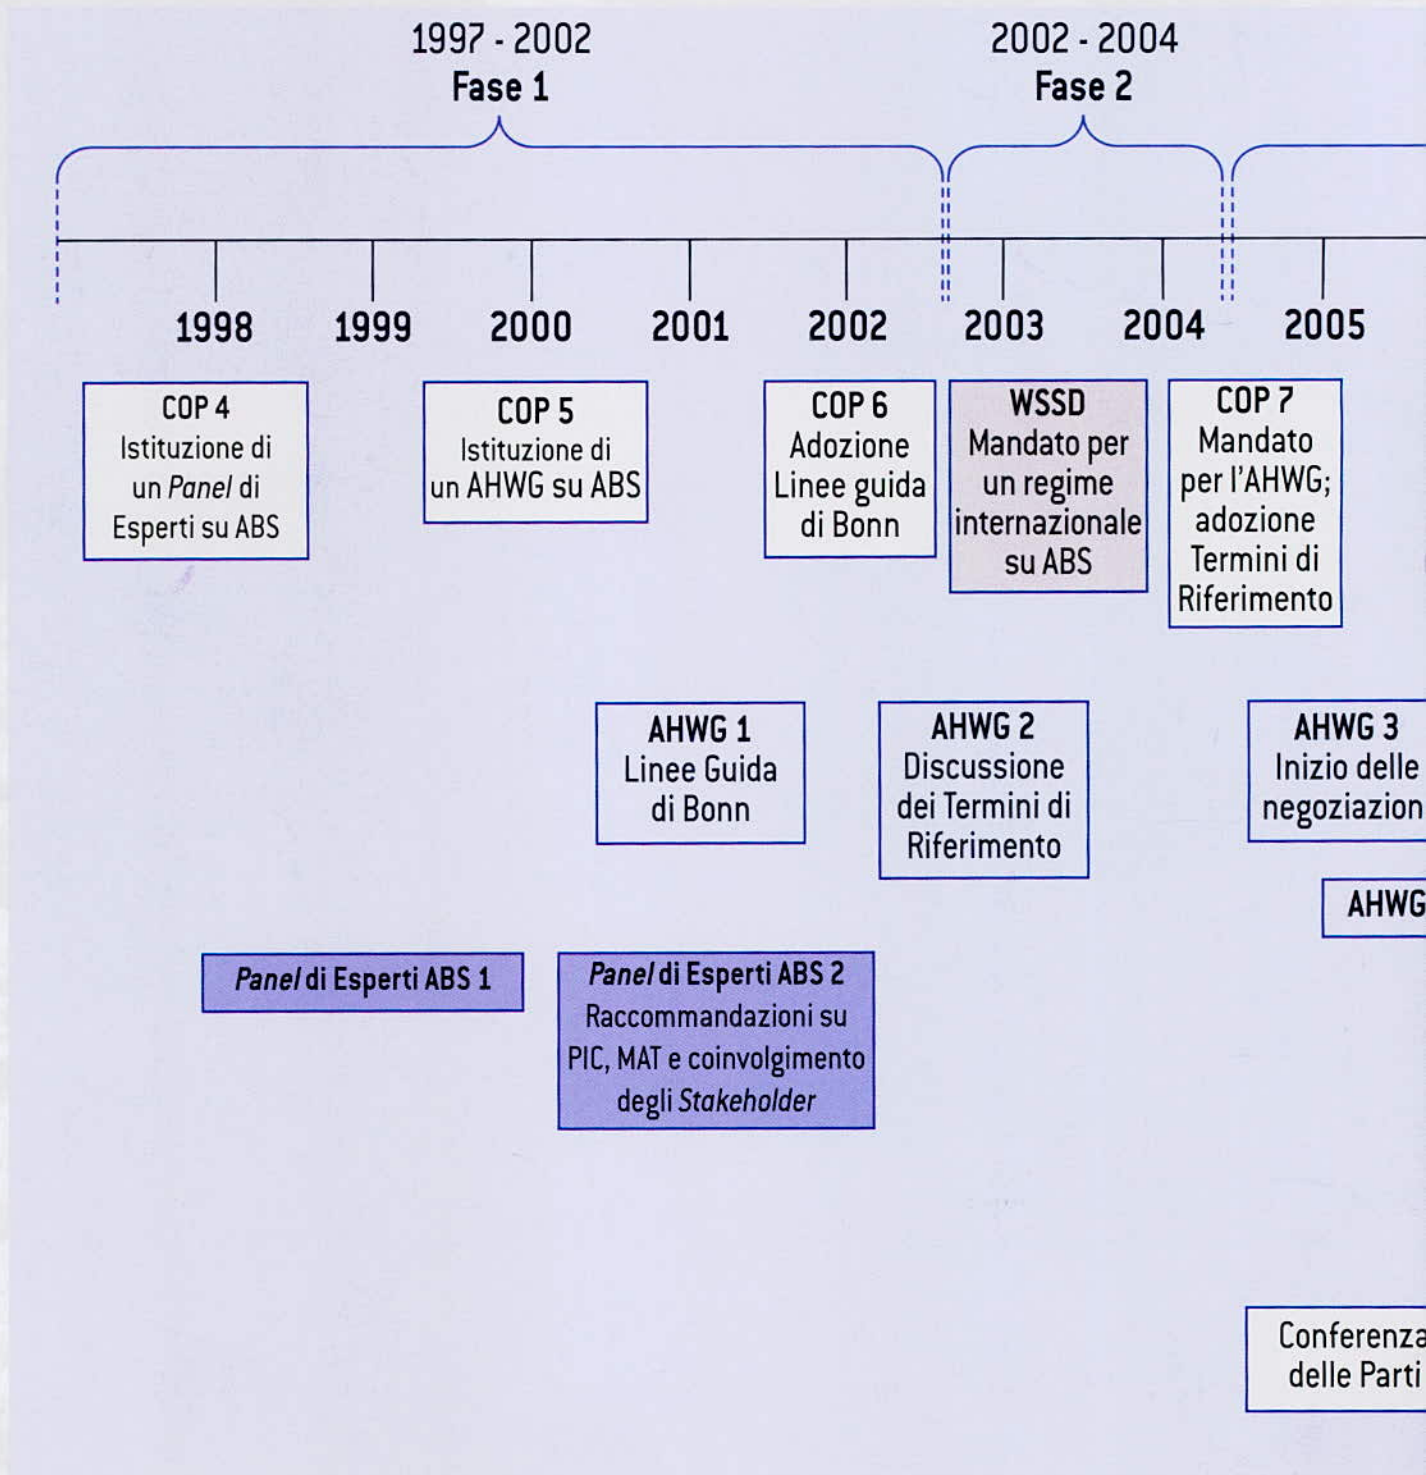 1997 - 2002
Fase 1
2002 - 2004
Fase 2
1998 1999 2000 2001 2002 2003 2004 2005
COP 4
Istituzione di
un Panel di
Esperti su ABS
COP 5
Istituzione di
un AHWG su ABS
COP 6
Adozione
Linee guida
di Bonn
WSSD
Mandato per
un regime
internazionale
su ABS
COP 7
Mandato
per l'AHWG;
adozione
Termini di
Riferimento
AHWG 1
Linee Guida
di Bonn
AHWG 2
Discussione
dei Termini di
Riferimento
AHWG 3
Inizio delle
negoziazion
AHWG
Panel di Esperti ABS 1
Panel di Esperti ABS 2
Raccommandazioni su
PIC, MAT e coinvolgimento
degli Stakeholder
Conferenza
delle Parti